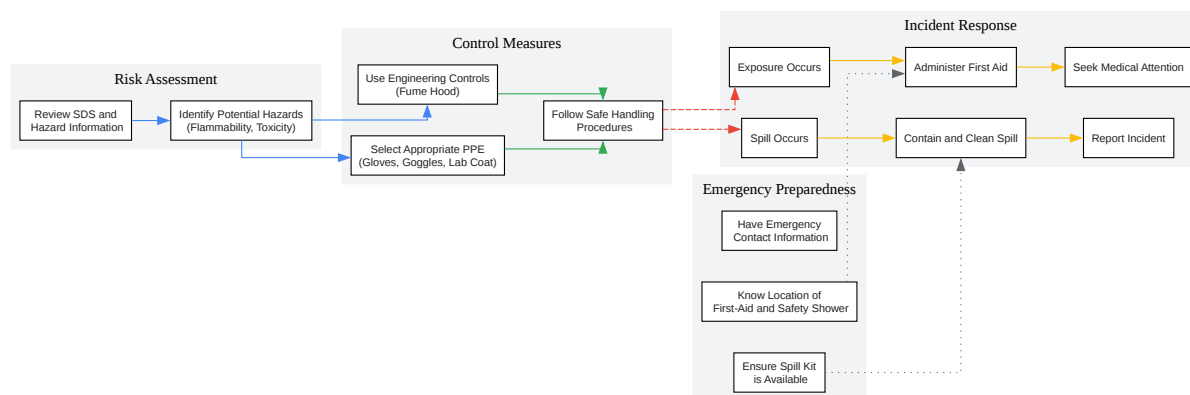 Risk Assessment
Review SDS and
Hazard Information
Identify Potential Hazards
(Flammability, Toxicity)
Control Measures
Use Engineering Controls
(Fume Hood)
Select Appropriate PPE
(Gloves, Goggles, Lab Coat)
Follow Safe Handling
Procedures
Incident Response
Exposure Occurs
Administer First Aid
Seek Medical Attention
Spill Occurs
Contain and Clean Spill
Report Incident
Emergency Preparedness
Have Emergency
Contact Information
Know Location of
First-Aid and Safety Shower
Ensure Spill Kit
is Available